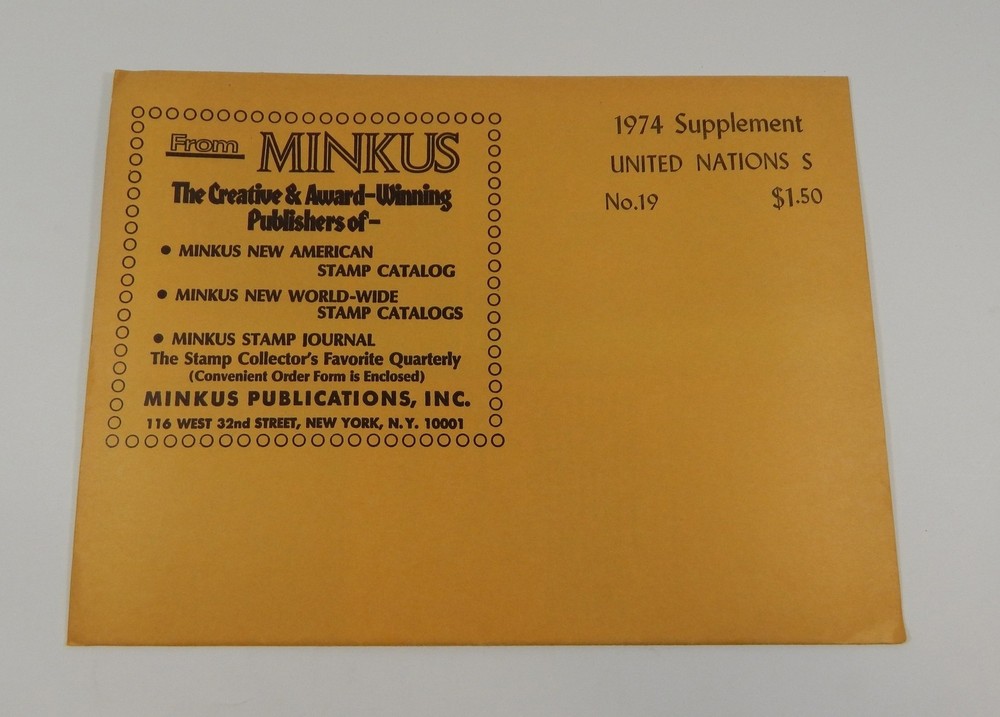 From MINKUS
The Creative & Award-Winning
Publishers of-
• MINKUS NEW AMERICAN
STAMP CATALOG
• MINKUS NEW WORLD-WIDE
STAMP CATALOGS
• MINKUS STAMP JOURNAL
The Stamp Collector's Favorite Quarterly
(Convenient Order Form is Enclosed)
MINKUS PUBLICATIONS, INC.
116 WEST 32nd STREET, NEW YORK, N.Y. 10001
1974 Supplement
UNITED NATIONS S
No.19 $1.50